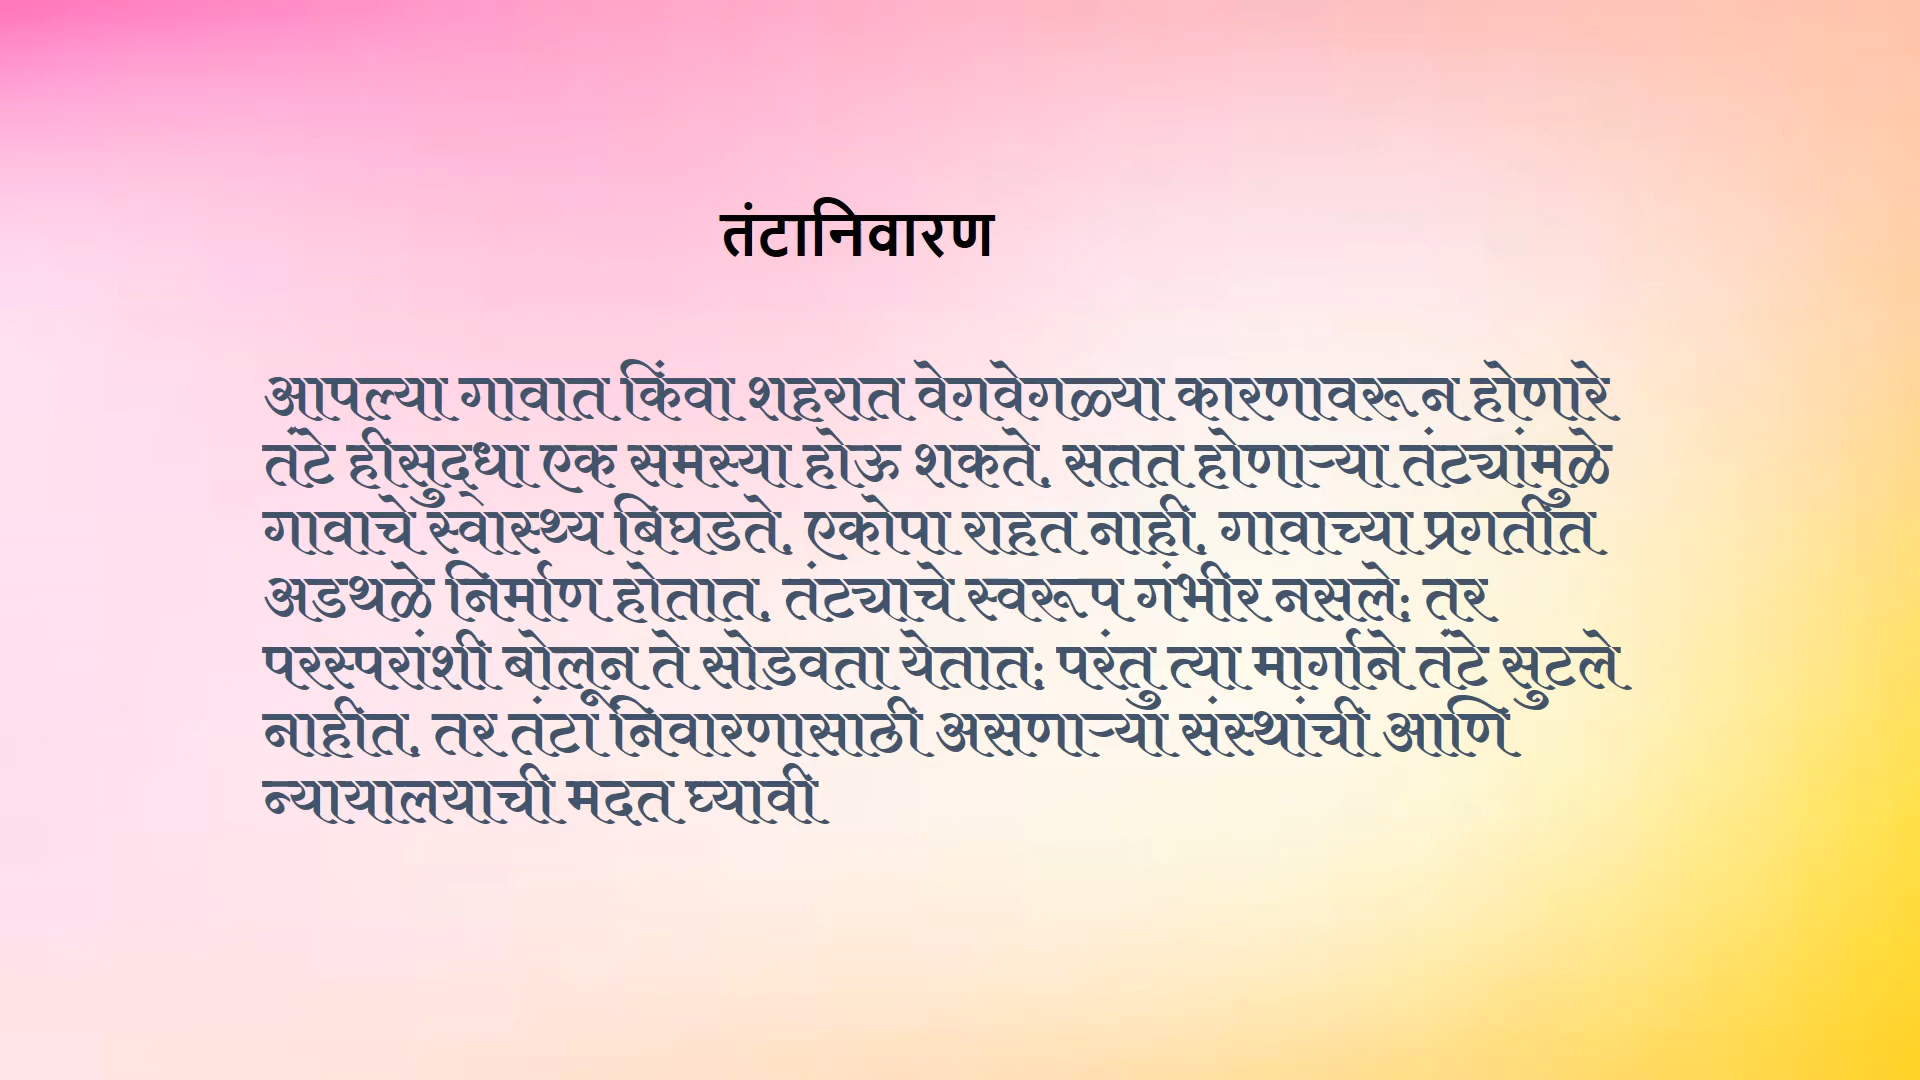 तंटानिवारण
आपल्या गावात किंवा शहरात वेगवेगळ्या कारणावरून होणारे
तंटे हीसुद्धा एक समस्या होऊ शकते. सतत होणाऱ्या तंट्यांमुळे
गावाचे स्वास्थ्य बिघडते. एकोपा राहत नाही. गावाच्या प्रगतीत
अडथळे निर्माण होतात. तंट्याचे स्वरूप गंभीर नसले; तर
परस्परांशी बोलून ते सोडवता येतात; परंतु त्या मार्गाने तंटे सुटले
नाहीत. तर तंटा निवारणासाठी असणाऱ्या संस्थांची आणि
न्यायालयाची मदत घ्यावी